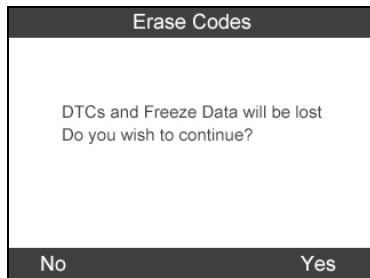 Erase Codes
DTCs and Freeze Data will be lost
Do you wish to continue?
No Yes